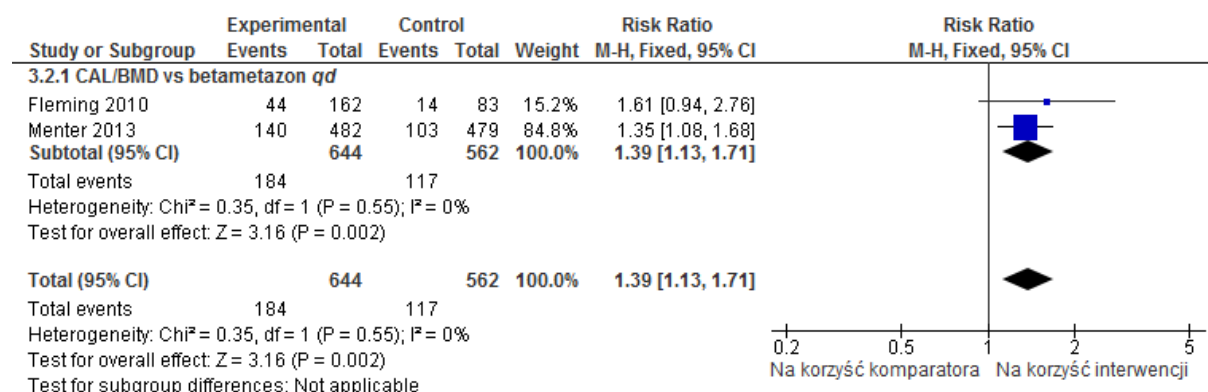 Experimental Control Risk Ratio Risk Ratio
Study or Subgroup Events Total Events Total Weight M-H, Fixed, 95% CI M-H, Fixed, 95% CI
3.2.1 CAL/BMD vs betametazon qd
Fleming 2010 44 162 14 83 15.2% 1.61 [0.94, 2.76]
Menter 2013 140 482 103 479 84.8% 1.35 [1.08, 1.68]
Subtotal (95% CI) 644 562 100.0% 1.39 [1.13, 1.71]
Total events 184 117
Heterogeneity: Chi² = 0.35, df = 1 (P = 0.55); I² = 0%
Test for overall effect: Z = 3.16 (P = 0.002)
Total (95% CI) 644 562 100.0% 1.39 [1.13, 1.71]
Total events 184 117
Heterogeneity: Chi² = 0.35, df = 1 (P = 0.55); I² = 0%
Test for overall effect: Z = 3.16 (P = 0.002)
Test for subgroup differences: Not applicable
0.2 0.5 1 2 5
Na korzyść komparatora Na korzyść interwencji